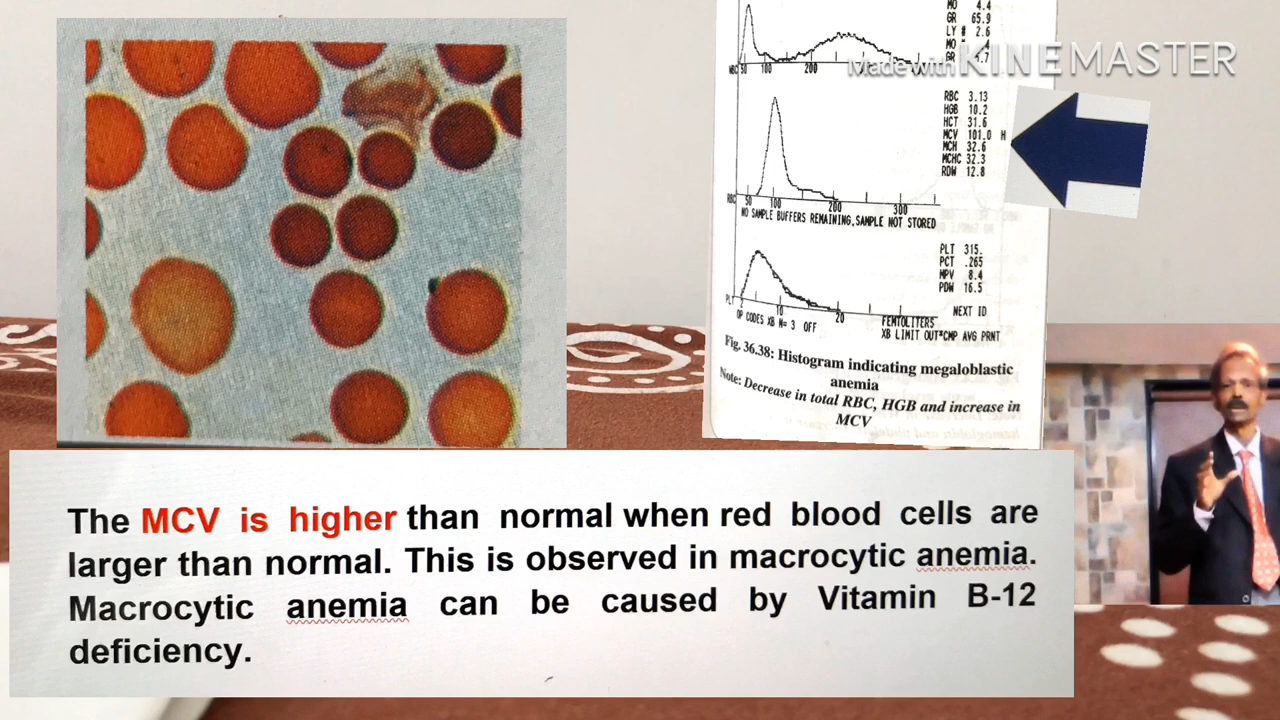 MO 4.4
GR 65.9
LY # 2.6
MO #
GR
WBC 50 100 200
Made with KINEMASTER
RBC 3.13
HGB 10.2
HCT 31.6
MCV 101.0 H
MCH 32.6
MCHC 32.3
RDW 12.8
RBC 50 100 200 300
NO SAMPLE BUFFERS REMAINING,SAMPLE NOT STORED
PLT 315.
PCT .265
MPV 8.4
PDW 16.5
PLT 10 20
NEXT ID
OP CODES XB N= 3 OFF
FEMTOLITERS
XB LIMIT OUT*CMP AVG PRNT
Fig. 36.38: Histogram indicating megaloblastic
anemia
Note: Decrease in total RBC, HGB and increase in
MCV
The MCV is higher than normal when red blood cells are
larger than normal. This is observed in macrocytic anemia.
Macrocytic anemia can be caused by Vitamin B-12
deficiency.